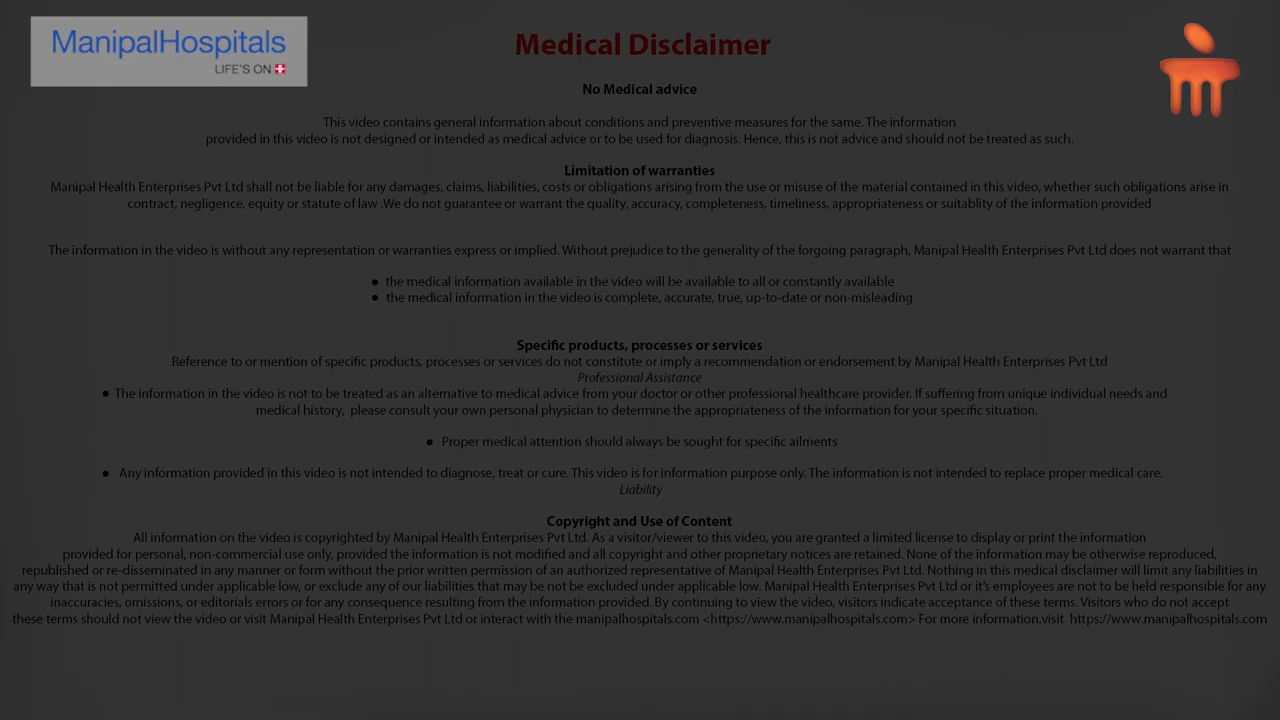 ManipalHospitals
LIFE'S ON
Medical Disclaimer
No Medical advice
This video contains general information about conditions and preventive measures for the same. The information
provided in this video is not designed or intended as medical advice or to be used for diagnosis. Hence, this is not advice and should not be treated as such.
Limitation of warranties
Manipal Health Enterprises Pvt Ltd shall not be liable for any damages, claims, liabilities, costs or obligations arising from the use or misuse of the material contained in this video, whether such obligations arise in
contract, negligence, equity or statute of law .We do not guarantee or warrant the quality, accuracy, completeness, timeliness, appropriateness or suitablity of the information provided
The information in the video is without any representation or warranties express or implied. Without prejudice to the generality of the forgoing paragraph, Manipal Health Enterprises Pvt Ltd does not warrant that
● the medical information available in the video will be available to all or constantly available
● the medical information in the video is complete, accurate, true, up-to-date or non-misleading
Specific products, processes or services
Reference to or mention of specific products, processes or services do not constitute or imply a recommendation or endorsement by Manipal Health Enterprises Pvt Ltd
Professional Assistance
● The information in the video is not to be treated as an alternative to medical advice from your doctor or other professional healthcare provider. If suffering from unique individual needs and
medical history, please consult your own personal physician to determine the appropriateness of the information for your specific situation.
● Proper medical attention should always be sought for specific ailments
● Any information provided in this video is not intended to diagnose, treat or cure. This video is for information purpose only. The information is not intended to replace proper medical care.
Liability
Copyright and Use of Content
All information on the video is copyrighted by Manipal Health Enterprises Pvt Ltd. As a visitor/viewer to this video, you are granted a limited license to display or print the information
provided for personal, non-commercial use only, provided the information is not modified and all copyright and other proprietary notices are retained. None of the information may be otherwise reproduced,
republished or re-disseminated in any manner or form without the prior written permission of an authorized representative of Manipal Health Enterprises Pvt Ltd. Nothing in this medical disclaimer will limit any liabilities in
any way that is not permitted under applicable low, or exclude any of our liabilities that may be not be excluded under applicable low. Manipal Health Enterprises Pvt Ltd or it's employees are not to be held responsible for any
inaccuracies, omissions, or editorials errors or for any consequence resulting from the information provided. By continuing to view the video, visitors indicate acceptance of these terms. Visitors who do not accept
these terms should not view the video or visit Manipal Health Enterprises Pvt Ltd or interact with the manipalhospitals.com <https://www.manipalhospitals.com> For more information.visit https://www.manipalhospitals.com